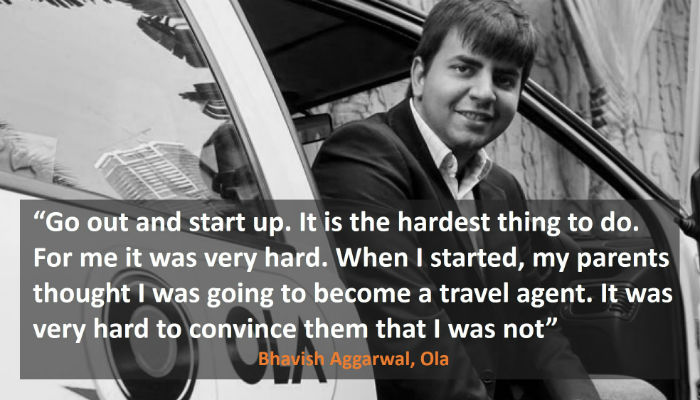 “Go out and start up. It is the hardest thing to do.
For me it was very hard. When I started, my parents
thought I was going to become a travel agent. It was
very hard to convince them that I was not”
Bhavish Aggarwal, Ola
OLA